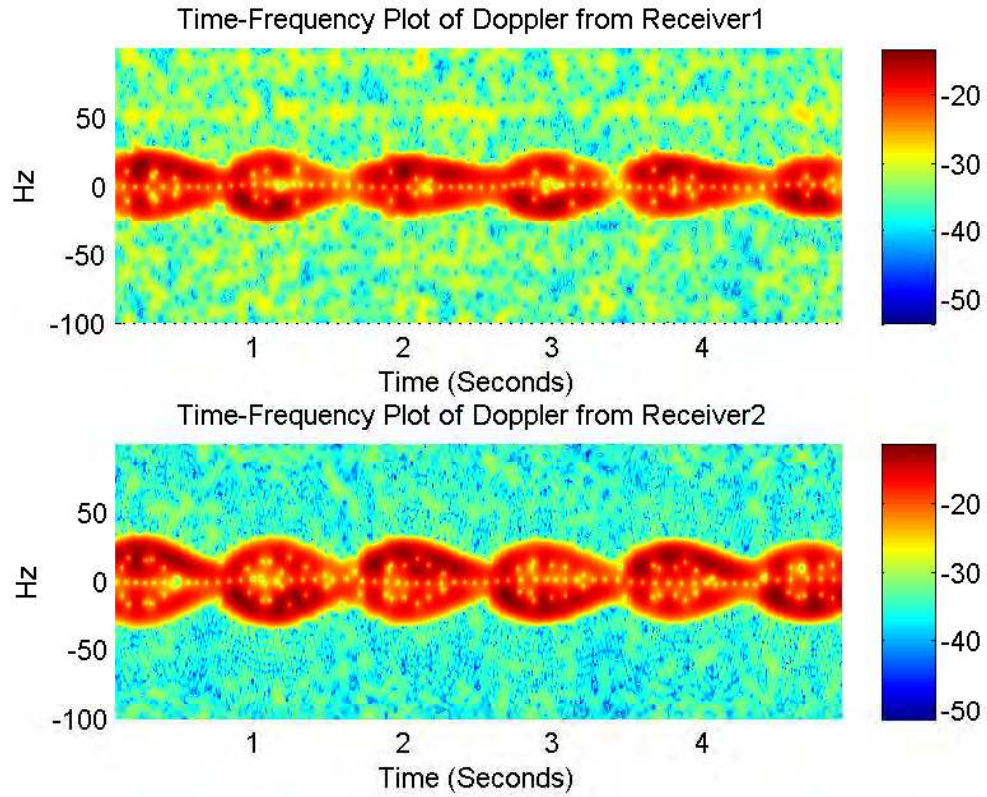 Time-Frequency Plot of Doppler from Receiver1
50
0
-50
-100
Hz
1 2 3 4
Time (Seconds)
-20
-30
-40
-50
Time-Frequency Plot of Doppler from Receiver2
50
0
-50
-100
Hz
1 2 3 4
Time (Seconds)
-20
-30
-40
-50